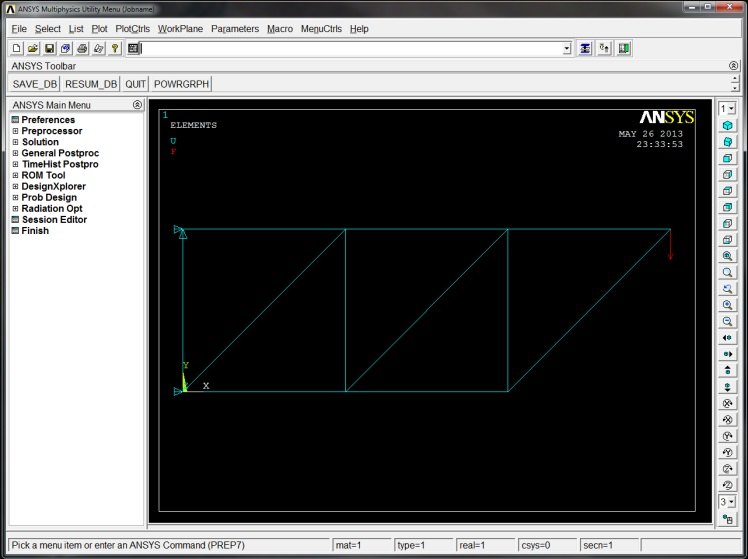 ANSYS Multiphysics Utility Menu (Jobname)
File Select List Plot PlotCtrls WorkPlane Parameters Macro MenuCtrls Help
ANSYS Toolbar
SAVE_DB RESUM_DB QUIT POWRGRPH
ANSYS Main Menu
Preferences
Preprocessor
Solution
General Postproc
TimeHist Postpro
ROM Tool
DesignXplorer
Prob Design
Radiation Opt
Session Editor
Finish
1
ELEMENTS
U
F
ANSYS
MAY 26 2013
23:33:53
Y
X
1
3
Pick a menu item or enter an ANSYS Command (PREP7)
mat=1
type=1
real=1
csys=0
secn=1